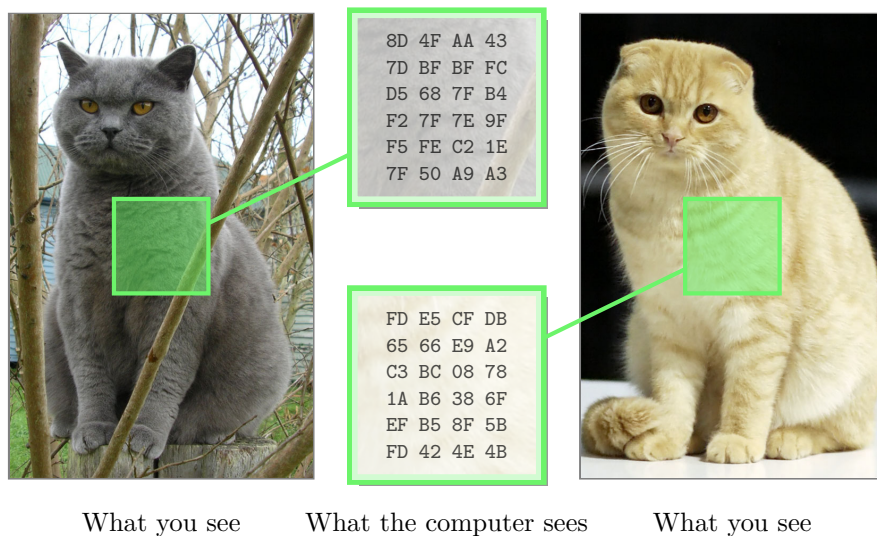 8D 4F AA 43
7D BF BF FC
D5 68 7F B4
F2 7F 7E 9F
F5 FE C2 1E
7F 50 A9 A3
FD E5 CF DB
65 66 E9 A2
C3 BC 08 78
1A B6 38 6F
EF B5 8F 5B
FD 42 4E 4B
What you see
What the computer sees
What you see